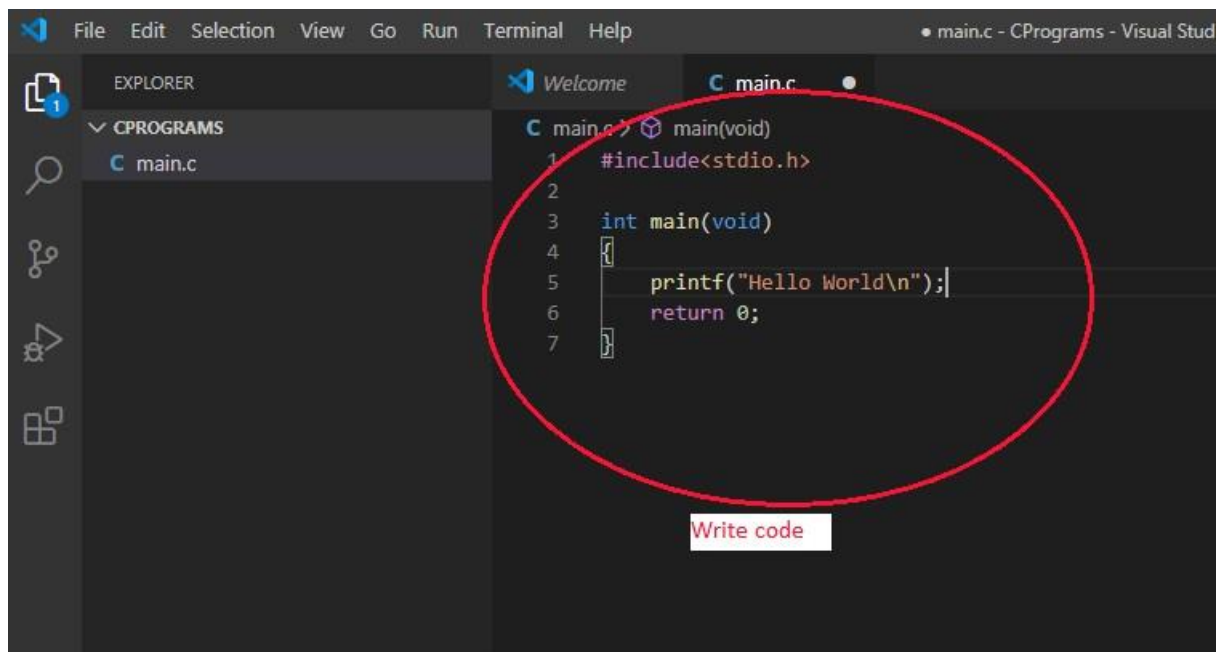 File Edit Selection View Go Run Terminal Help ● main.c - CPrograms - Visual Stud
1
EXPLORER
CPROGRAMS
C main.c
Welcome
C main.c ●
C main.c > main(void)
1 #include<stdio.h>
2
3 int main(void)
4 {
5 printf("Hello World\n");
6 return 0;
7 }
Write code